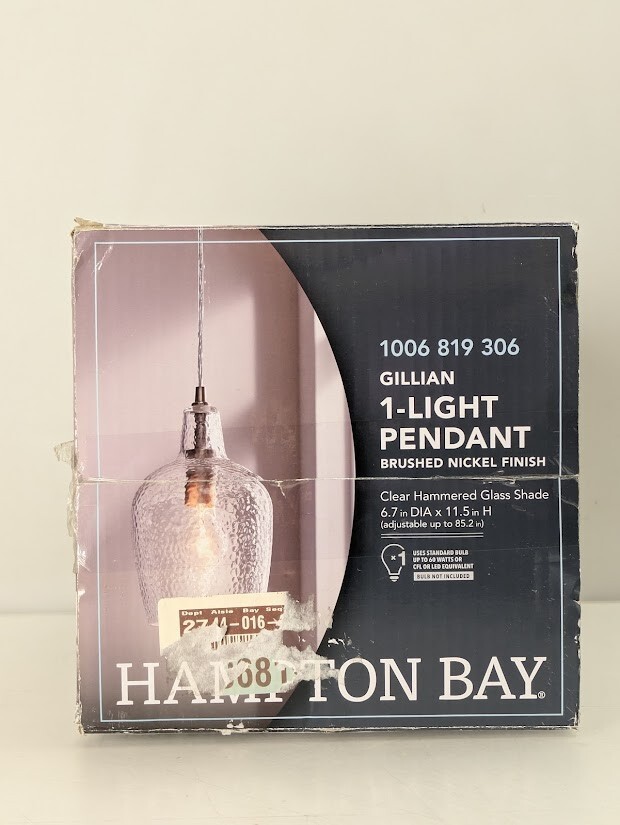 1006 819 306
GILLIAN
1-LIGHT
PENDANT
BRUSHED NICKEL FINISH
Clear Hammered Glass Shade
6.7 in DIA x 11.5 in H
(adjustable up to 85.2 in)
×1
USES STANDARD BULB
UP TO 60 WATTS OR
CFL OR LED EQUIVALENT
BULB NOT INCLUDED
Dept Aisle Bay Seq
-016-
HAMPTON BAY®